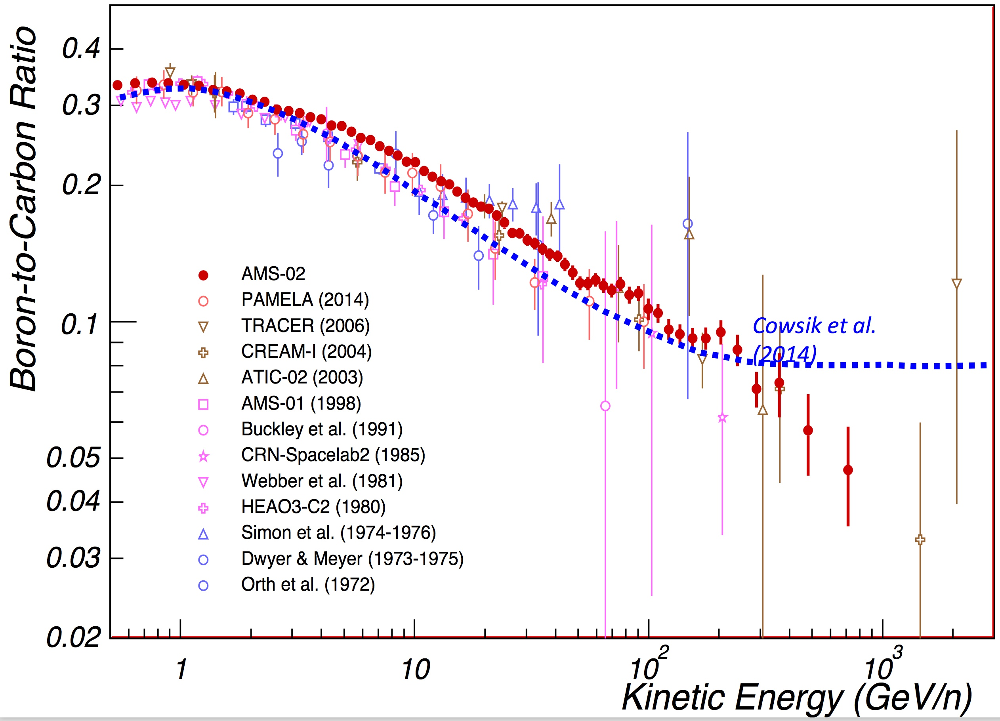 Boron-to-Carbon Ratio
0.4
0.3
0.2
0.1
0.05
0.04
0.03
0.02
AMS-02
PAMELA (2014)
TRACER (2006)
CREAM-I (2004)
ATIC-02 (2003)
AMS-01 (1998)
Buckley et al. (1991)
CRN-Spacelab2 (1985)
Webber et al. (1981)
HEAO3-C2 (1980)
Simon et al. (1974-1976)
Dwyer & Meyer (1973-1975)
Orth et al. (1972)
Cowsik et al.
(2014)
1 10 10² 10³
Kinetic Energy (GeV/n)